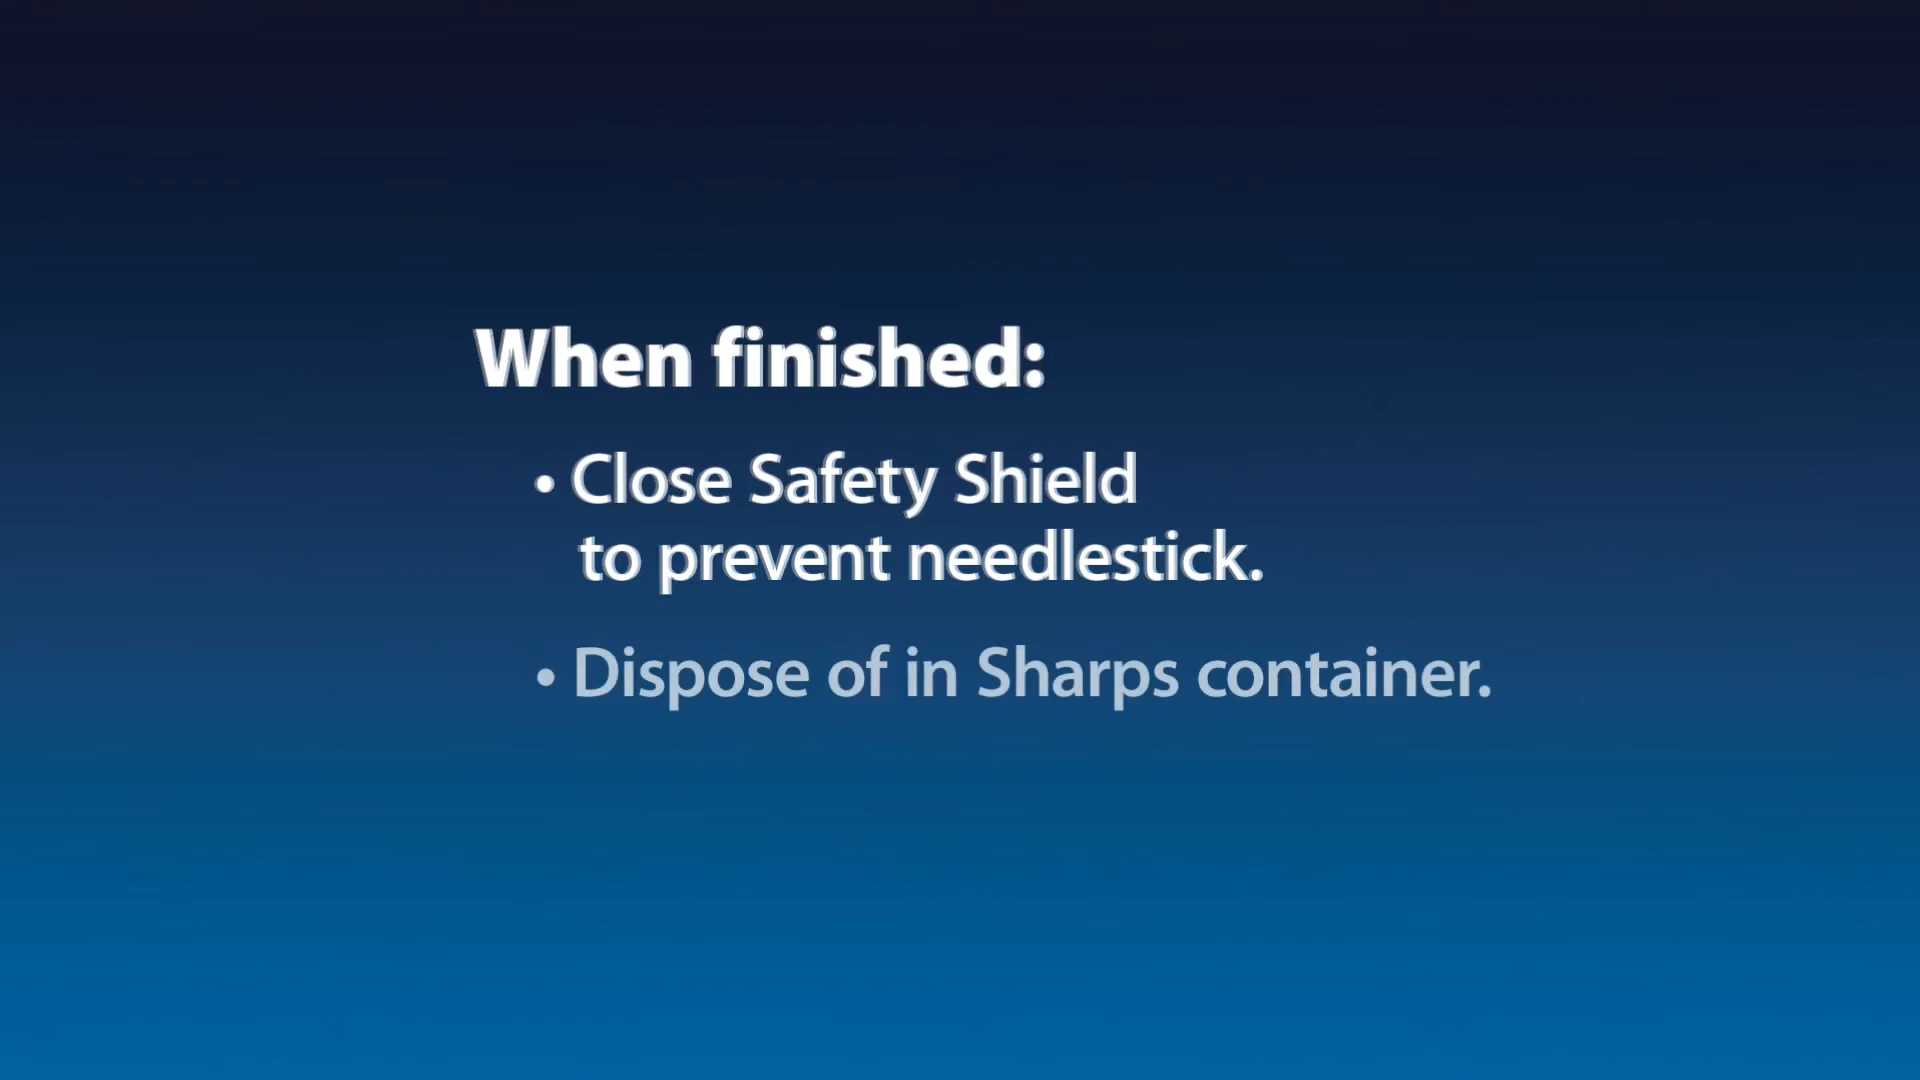 When finished:
• Close Safety Shield
to prevent needlestick.
• Dispose of in Sharps container.